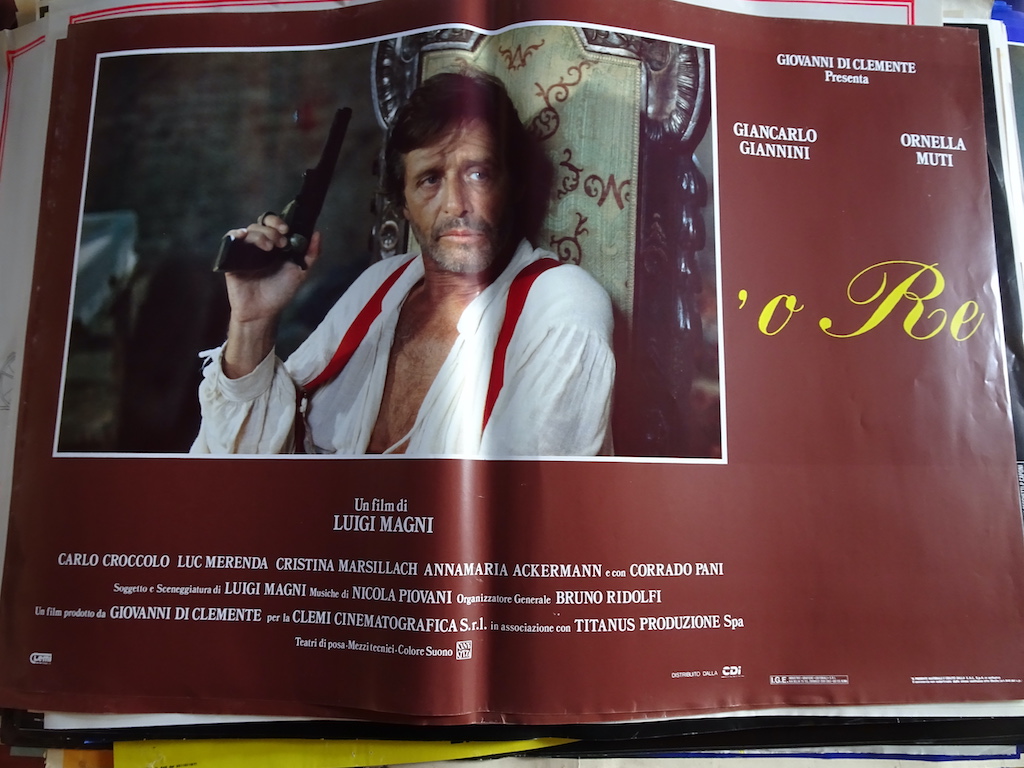 GIOVANNI DI CLEMENTE
Presenta
GIANCARLO
GIANNINI
ORNELLA
MUTI
'o Re
Un film di
LUIGI MAGNI
CARLO CROCCOLO LUC MERENDA CRISTINA MARSILLACH ANNAMARIA ACKERMANN e con CORRADO PANI
Soggetto e Sceneggiatura di LUIGI MAGNI Musiche di NICOLA PIOVANI Organizzatore Generale BRUNO RIDOLFI
Un film prodotto da GIOVANNI DI CLEMENTE per la CLEMI CINEMATOGRAFICA S.r.l. in associazione con TITANUS PRODUZIONE Spa
Teatri di posa-Mezzi tecnici-Colore Suono
DISTRIBUITO DALLA CDi
I.G.E.